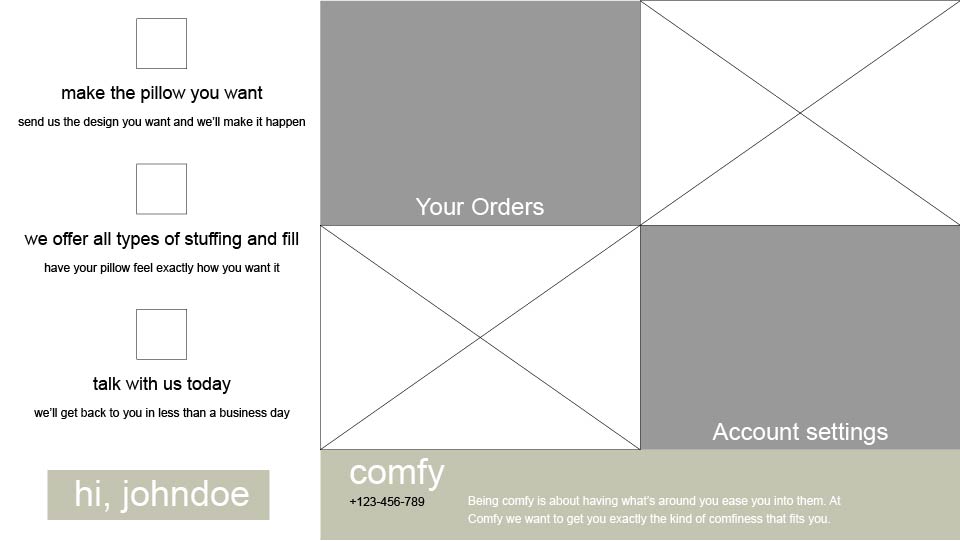 make the pillow you want
send us the design you want and we'll make it happen
we offer all types of stuffing and fill
have your pillow feel exactly how you want it
talk with us today
we'll get back to you in less than a business day
hi, johndoe
Your Orders
Account settings
comfy
+123-456-789
Being comfy is about having what's around you ease you into them. At
Comfy we want to get you exactly the kind of comfiness that fits you.